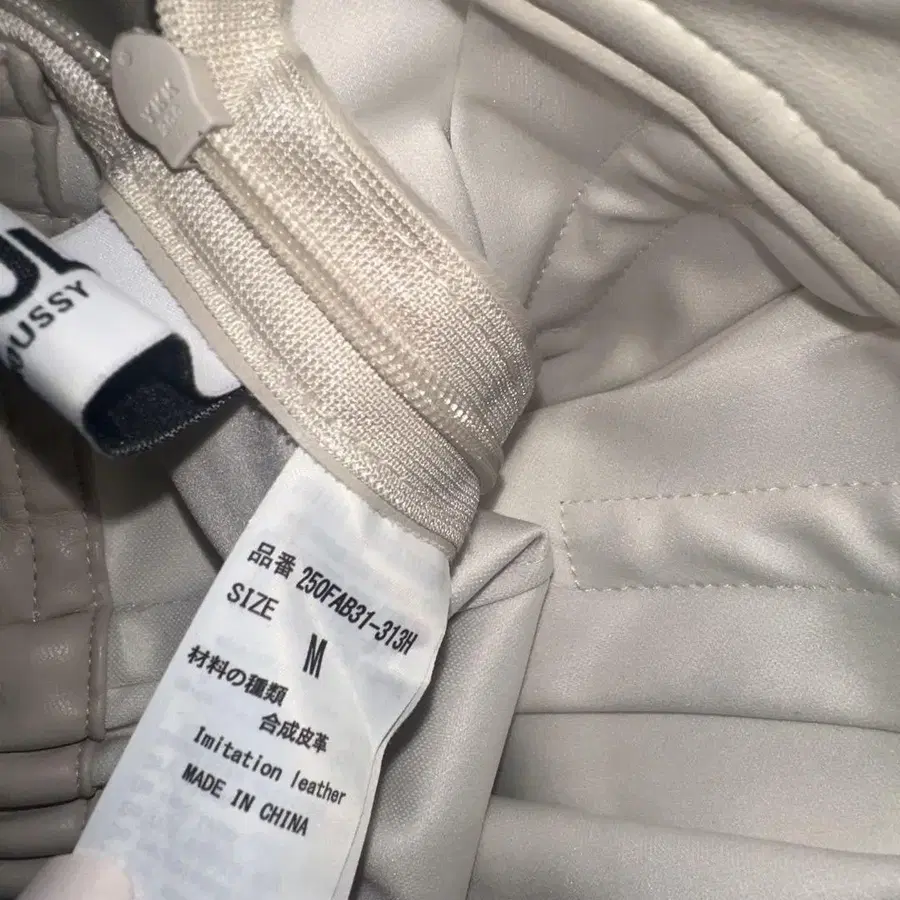 OUSSY
品番 250FAB31-313H
SIZE M
材料の種類
合成皮革
Imitation leather
MADE IN CHINA